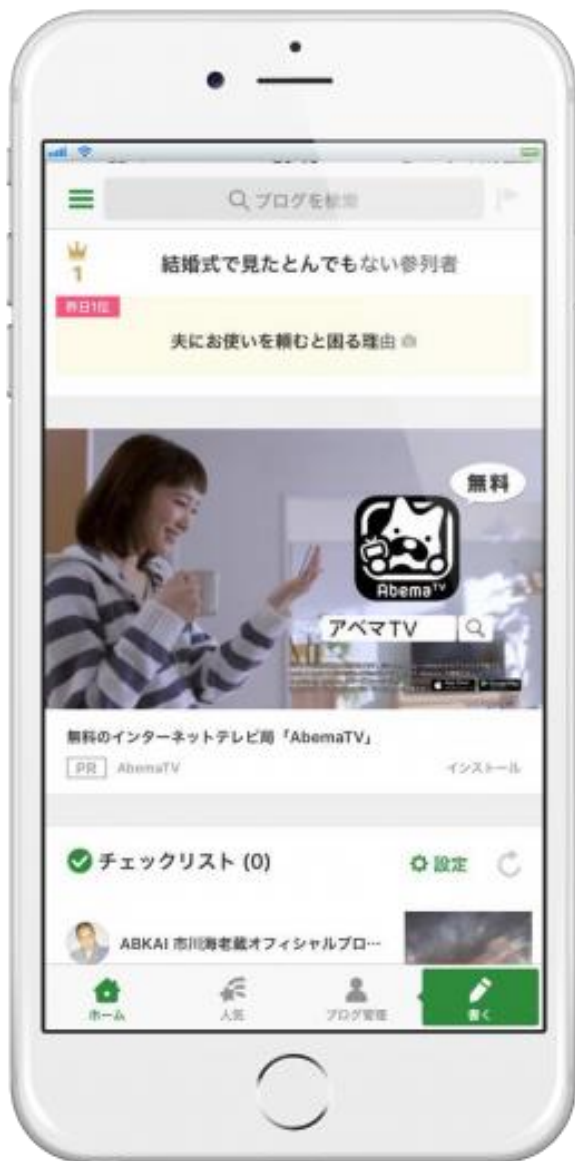 ブログを検索
1
結婚式で見たとんでもない参列者
昨日1位
夫にお使いを頼むと困る理由
無料
Abema TV
アベマTV
無料のインターネットテレビ局「AbemaTV」
PR AbemaTV
インストール
チェックリスト (0)
設定
ABKAI 市川海老蔵オフィシャルブロ…
ホーム
人気
ブログ管理
書く